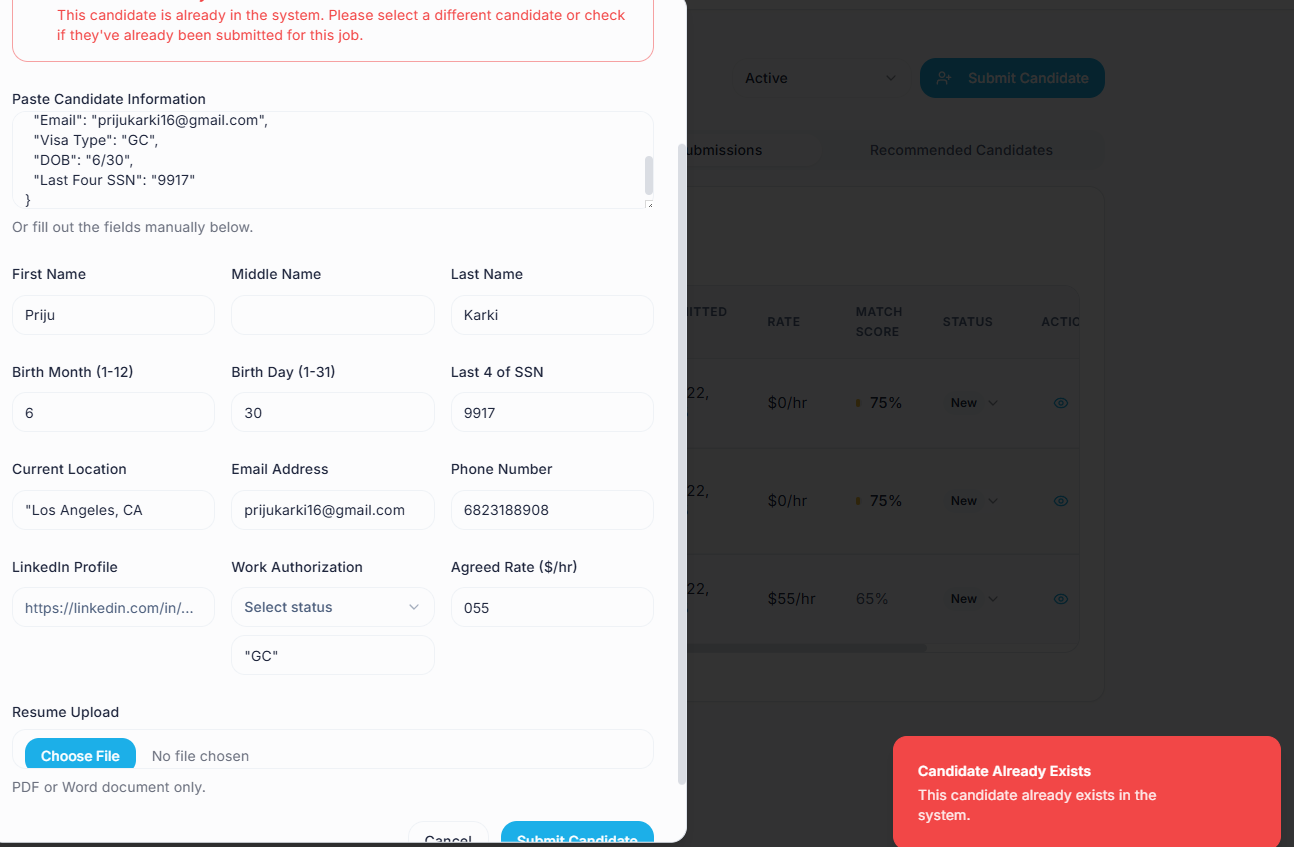 This candidate is already in the system. Please select a different candidate or check
if they've already been submitted for this job.
Paste Candidate Information
"Email": "prijukarki16@gmail.com",
"Visa Type": "GC",
"DOB": "6/30",
"Last Four SSN": "9917"
}
Or fill out the fields manually below.
First Name
Middle Name
Last Name
Priju
Karki
Birth Month (1-12)
Birth Day (1-31)
Last 4 of SSN
6
30
9917
Current Location
Email Address
Phone Number
"Los Angeles, CA
prijukarki16@gmail.com
6823188908
LinkedIn Profile
Work Authorization
Agreed Rate ($/hr)
https://linkedin.com/in/...
Select status
055
"GC"
Resume Upload
Choose File
No file chosen
PDF or Word document only.
Cancel
Submit Candidate
Active
Submit Candidate
ubmissions
Recommended Candidates
ITTED
RATE
MATCH
SCORE
STATUS
ACTIC
22,
$0/hr
75%
New
22,
$0/hr
75%
New
22,
$55/hr
65%
New
Candidate Already Exists
This candidate already exists in the
system.